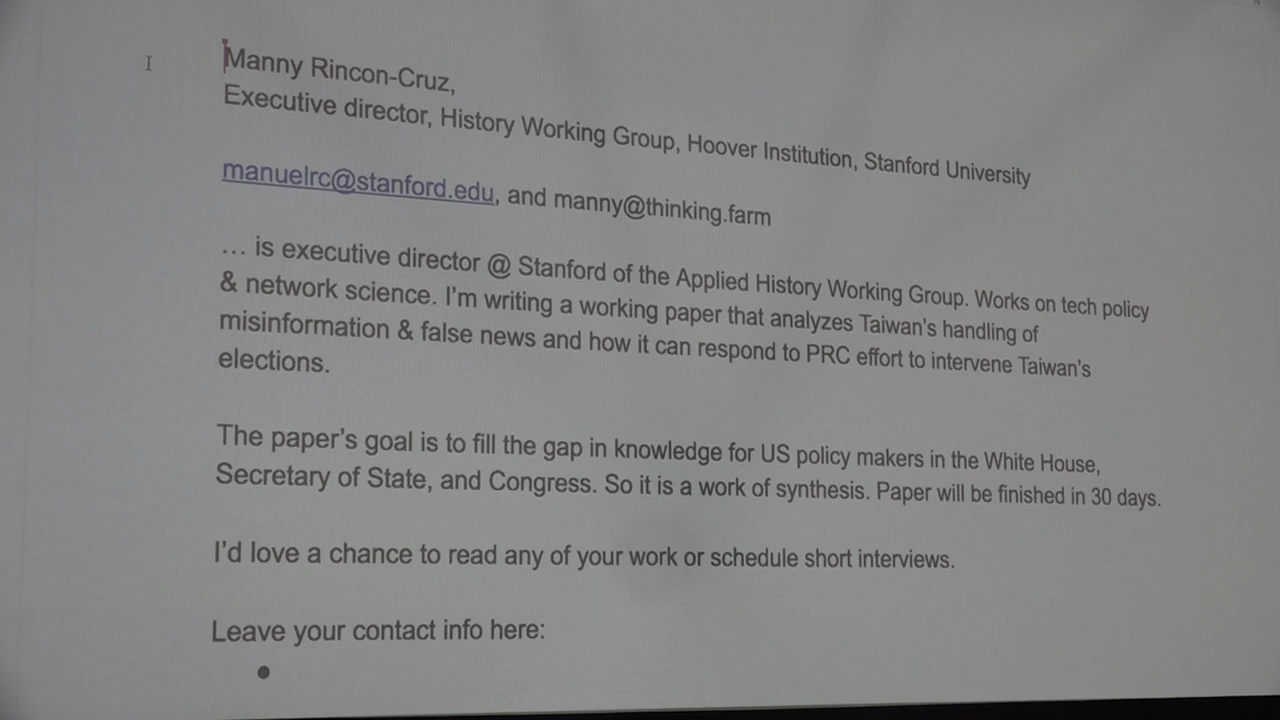 Manny Rincon-Cruz,
Executive director, History Working Group, Hoover Institution, Stanford University
manuelrc@stanford.edu, and manny@thinking.farm
… is executive director @ Stanford of the Applied History Working Group. Works on tech policy
& network science. I'm writing a working paper that analyzes Taiwan's handling of
misinformation & false news and how it can respond to PRC effort to intervene Taiwan's
elections.
The paper's goal is to fill the gap in knowledge for US policy makers in the White House,
Secretary of State, and Congress. So it is a work of synthesis. Paper will be finished in 30 days.
I'd love a chance to read any of your work or schedule short interviews.
Leave your contact info here:
●